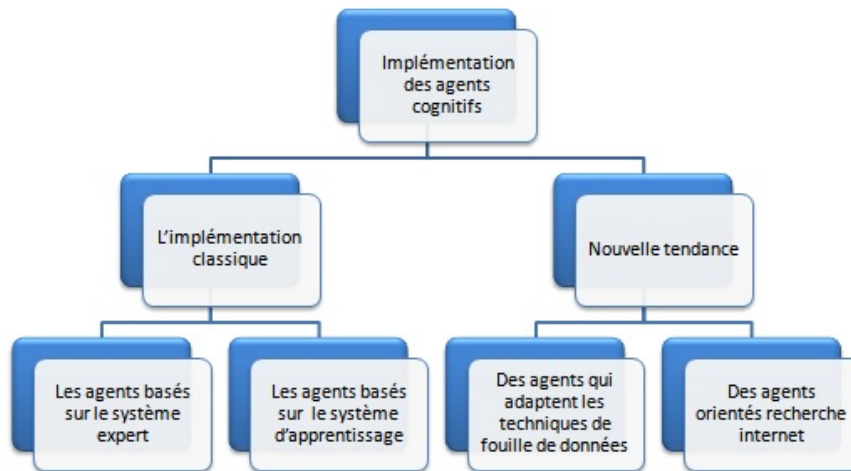 Implémentation
des agents
cognitifs
L'implémentation
classique
Nouvelle tendance
Les agents basés
sur le système
expert
Les agents basés
sur le système
d'apprentissage
Des agents qui
adaptent les
techniques de
fouille de données
Des agents
orientés recherche
internet